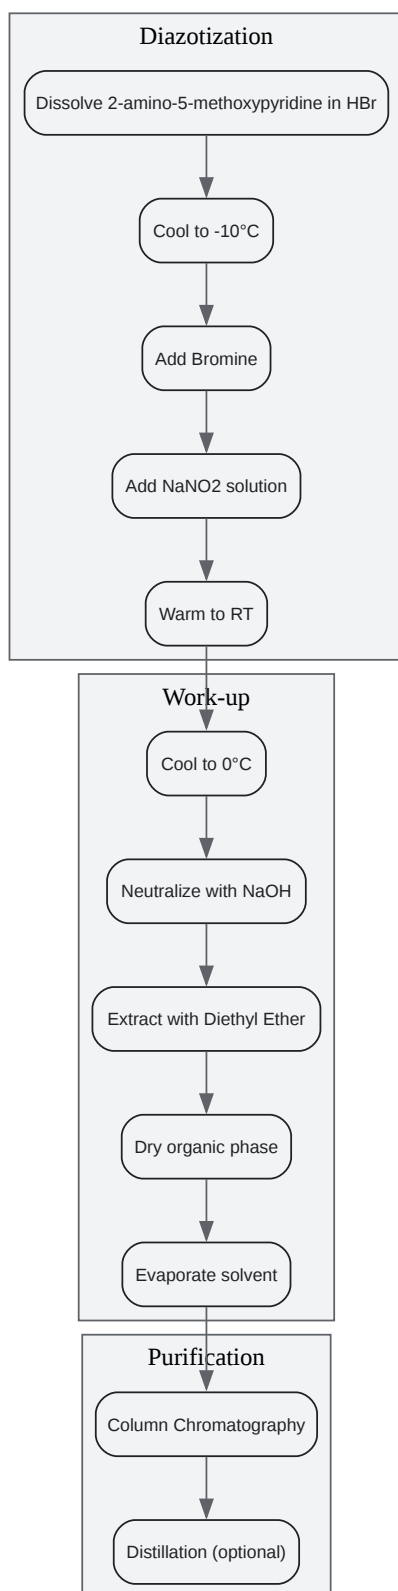 Diazotization
Dissolve 2-amino-5-methoxypyridine in HBr
Cool to -10°C
Add Bromine
Add NaNO2 solution
Warm to RT
Work-up
Cool to 0°C
Neutralize with NaOH
Extract with Diethyl Ether
Dry organic phase
Evaporate solvent
Purification
Column Chromatography
Distillation (optional)